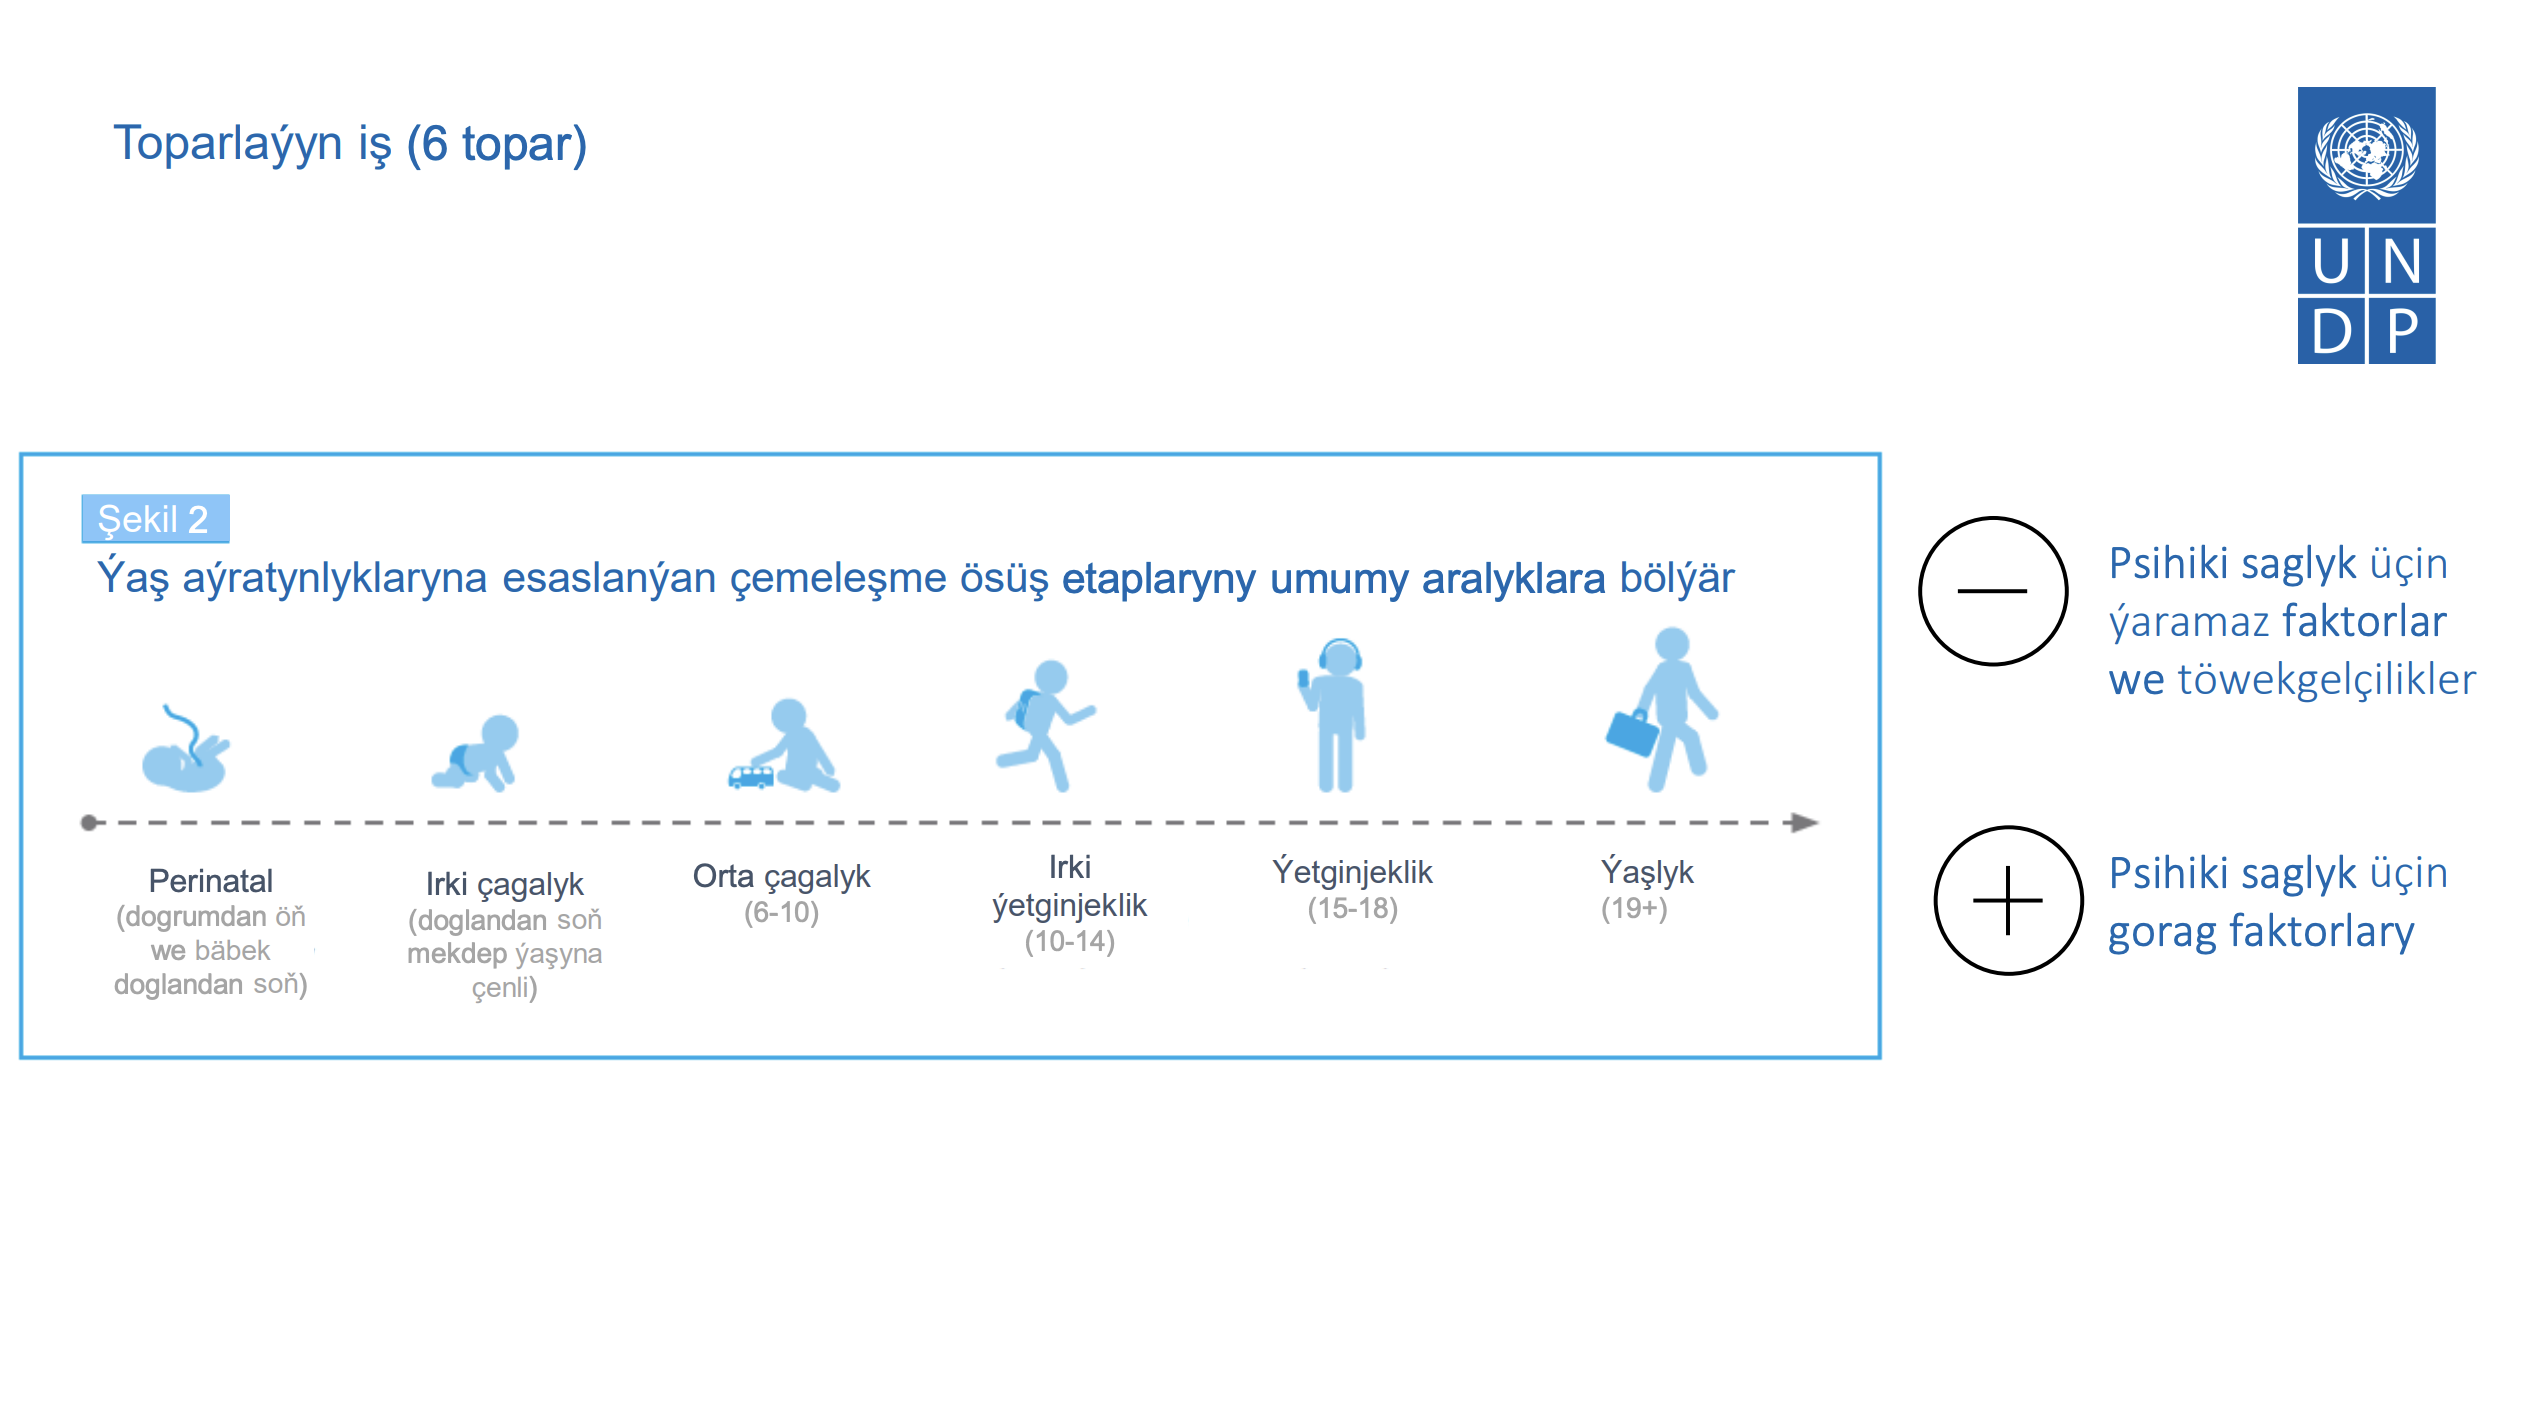 Toparlaýyn iş (6 topar)
U N
D P
Şekil 2
Ýaş aýratynlyklaryna esaslanýan çemeleşme ösüş etaplaryny umumy aralyklara bölýär
Perinatal
(dogrumdan öň
we bäbek
doglandan soň)
Irki çagalyk
(doglandan soň
mekdep ýaşyna
çenli)
Orta çagalyk
(6-10)
Irki
ýetginjeklik
(10-14)
Ýetginjeklik
(15-18)
Ýaşlyk
(19+)
Psihiki saglyk üçin
ýaramaz faktorlar
we töwekgelçilikler
Psihiki saglyk üçin
gorag faktorlary